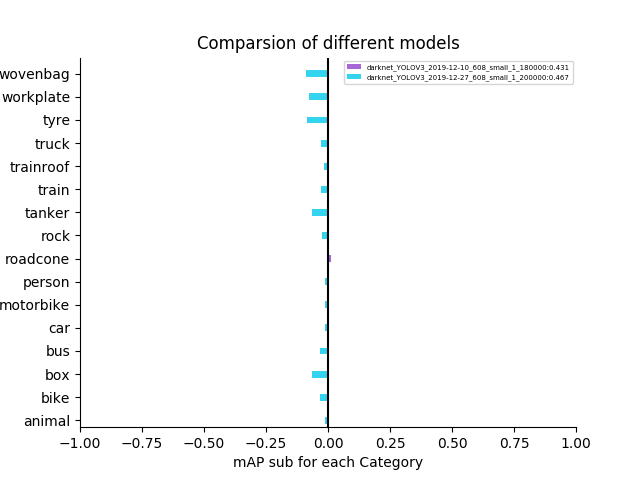 Comparsion of different models
darknet_YOLOV3_2019-12-10_608_small_1_180000:0.431
darknet_YOLOV3_2019-12-27_608_small_1_200000:0.467
wovenbag
workplate
tyre
truck
trainroof
train
tanker
rock
roadcone
person
motorbike
car
bus
box
bike
animal
−1.00 −0.75 −0.50 −0.25 0.00 0.25 0.50 0.75 1.00
mAP sub for each Category